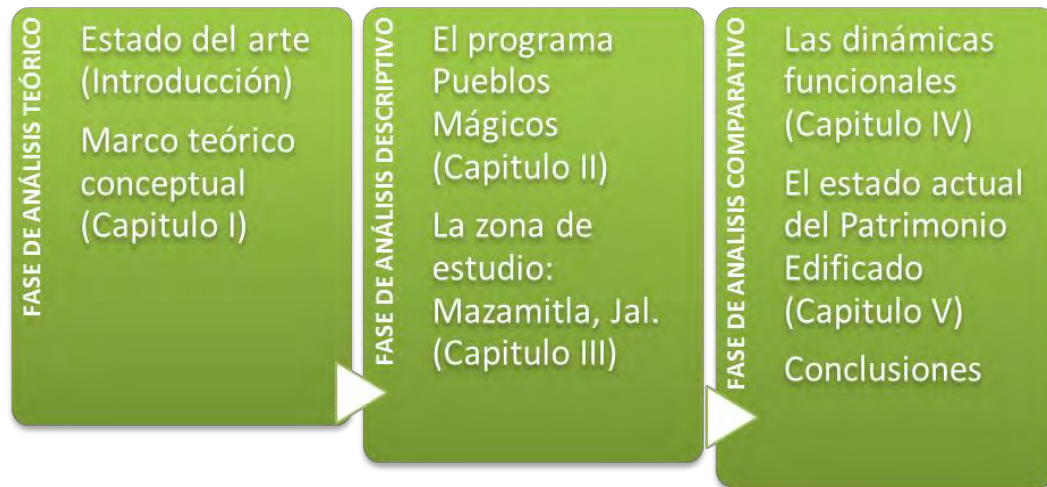 FASE DE ANÁLISIS TEÓRICO
Estado del arte
(Introducción)
Marco teórico
conceptual
(Capitulo I)
FASE DE ANÁLISIS DESCRIPTIVO
El programa
Pueblos
Mágicos
(Capitulo II)
La zona de
estudio:
Mazamitla, Jal.
(Capitulo III)
FASE DE ANALISIS COMPARATIVO
Las dinámicas
funcionales
(Capitulo IV)
El estado actual
del Patrimonio
Edificado
(Capitulo V)
Conclusiones